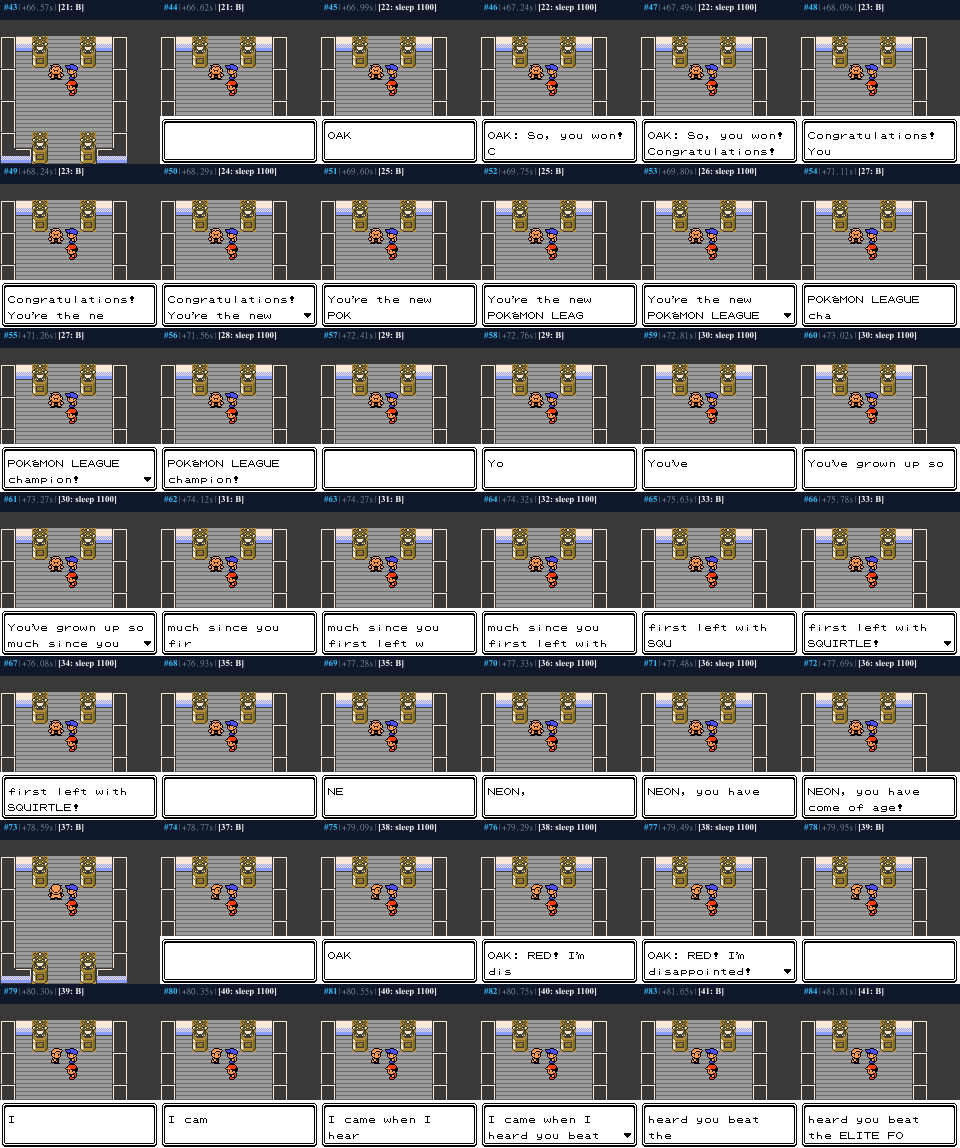 #43|+66.57s|[21: B]
#44|+66.62s|[21: B]
#45|+66.99s|[22: sleep 1100]
#46|+67.24s|[22: sleep 1100]
#47|+67.49s|[22: sleep 1100]
#48|+68.09s|[23: B]
OAK
OAK: So, you won!
C
OAK: So, you won!
Congratulations!
Congratulations!
You
#49|+68.24s|[23: B]
#50|+68.29s|[24: sleep 1100]
#51|+69.60s|[25: B]
#52|+69.75s|[25: B]
#53|+69.80s|[26: sleep 1100]
#54|+71.11s|[27: B]
Congratulations!
You're the ne
Congratulations!
You're the new
You're the new
POK
You're the new
POKéMON LEAG
You're the new
POKéMON LEAGUE
POKéMON LEAGUE
cha
#55|+71.26s|[27: B]
#56|+71.56s|[28: sleep 1100]
#57|+72.41s|[29: B]
#58|+72.76s|[29: B]
#59|+72.81s|[30: sleep 1100]
#60|+73.02s|[30: sleep 1100]
POKéMON LEAGUE
champion!
POKéMON LEAGUE
champion!
Yo
You've
You've grown up so
#61|+73.27s|[30: sleep 1100]
#62|+74.12s|[31: B]
#63|+74.27s|[31: B]
#64|+74.32s|[32: sleep 1100]
#65|+75.63s|[33: B]
#66|+75.78s|[33: B]
You've grown up so
much since you
much since you
fir
much since you
first left w
much since you
first left with
first left with
SQU
first left with
SQUIRTLE!
#67|+76.08s|[34: sleep 1100]
#68|+76.93s|[35: B]
#69|+77.28s|[35: B]
#70|+77.33s|[36: sleep 1100]
#71|+77.48s|[36: sleep 1100]
#72|+77.69s|[36: sleep 1100]
first left with
SQUIRTLE!
NE
NEON,
NEON, you have
NEON, you have
come of age!
#73|+78.59s|[37: B]
#74|+78.77s|[37: B]
#75|+79.09s|[38: sleep 1100]
#76|+79.29s|[38: sleep 1100]
#77|+79.49s|[38: sleep 1100]
#78|+79.95s|[39: B]
OAK
OAK: RED! I'm
dis
OAK: RED! I'm
disappointed!
#79|+80.30s|[39: B]
#80|+80.35s|[40: sleep 1100]
#81|+80.55s|[40: sleep 1100]
#82|+80.75s|[40: sleep 1100]
#83|+81.65s|[41: B]
#84|+81.81s|[41: B]
I
I cam
I came when I
hear
I came when I
heard you beat
heard you beat
the
heard you beat
the ELITE FO